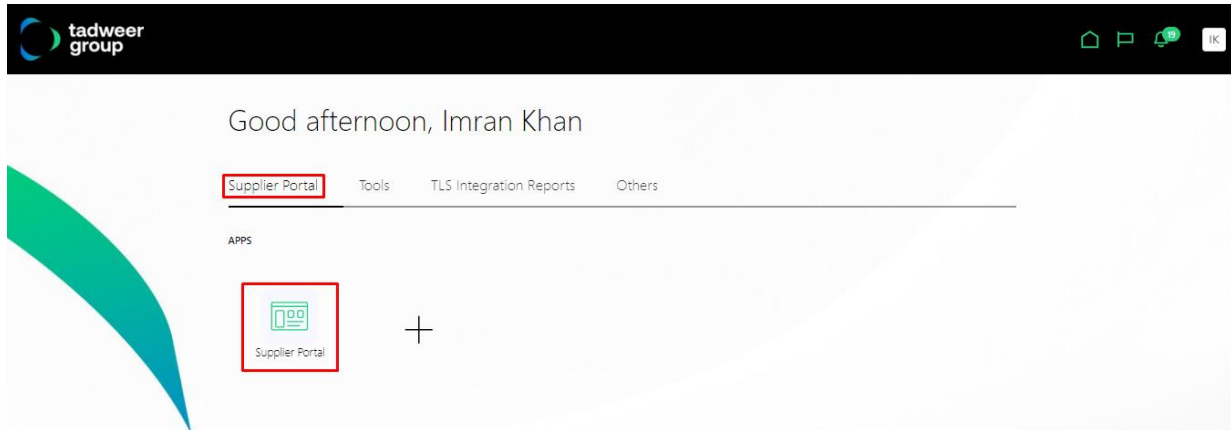 tadweer
group
19
IK
Good afternoon, Imran Khan
Supplier Portal Tools TLS Integration Reports Others
APPS
Supplier Portal